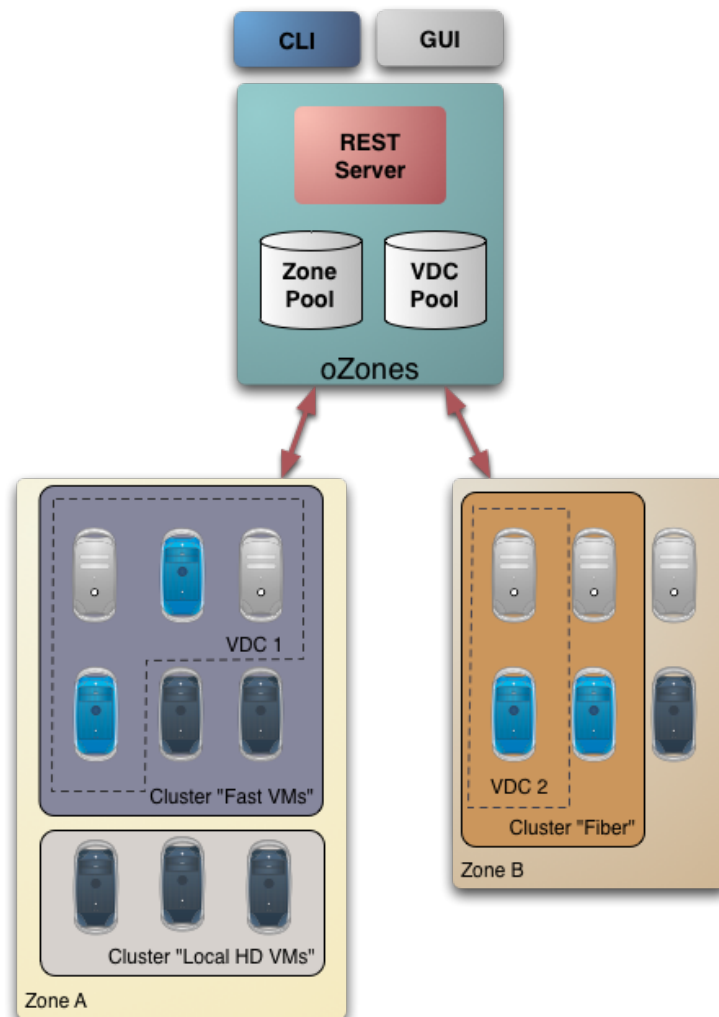 CLI
GUI
REST
Server
Zone
Pool
VDC
Pool
oZones
VDC 1
Cluster "Fast VMs"
Cluster "Local HD VMs"
Zone A
VDC 2
Cluster "Fiber"
Zone B